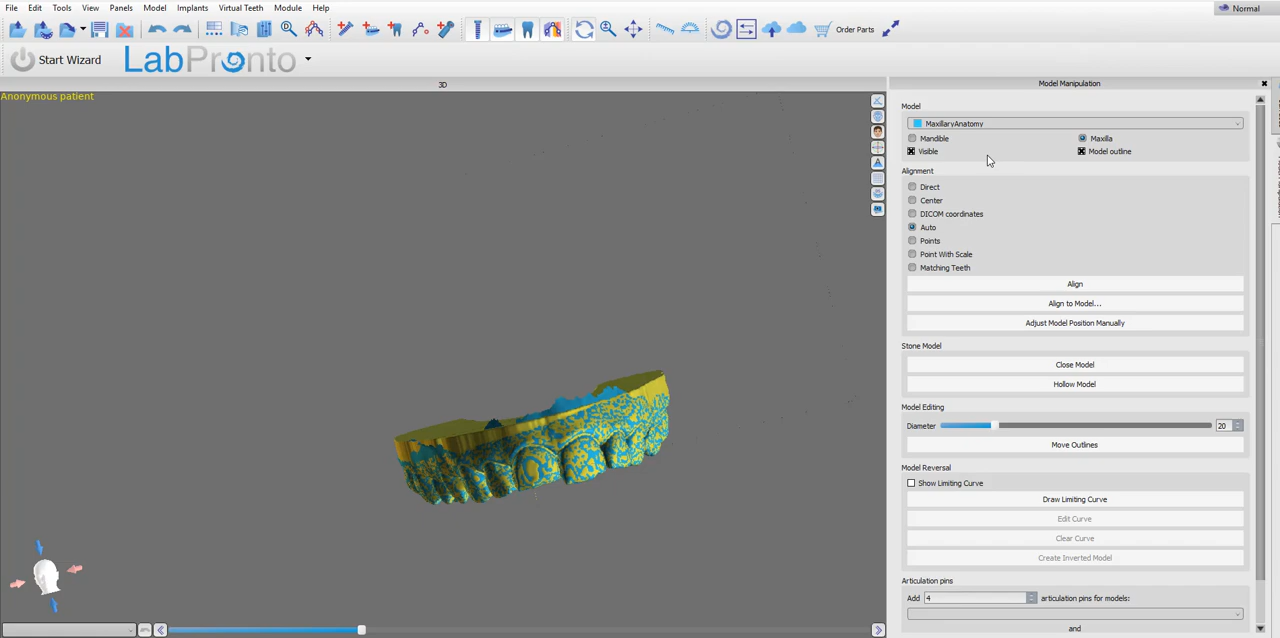 File Edit Tools View Panels Model Implants Virtual Teeth Module Help
Normal
Order Parts
Start Wizard
LabPronto
3D
Model Manipulation
Anonymous patient
Model
MaxillaryAnatomy
Mandible
Maxilla
Visible
Model outline
Alignment
Direct
Center
DICOM coordinates
Auto
Points
Point With Scale
Matching Teeth
Align
Align to Model...
Adjust Model Position Manually
Stone Model
Close Model
Hollow Model
Model Editing
Diameter
20
Move Outlines
Model Reversal
Show Limiting Curve
Draw Limiting Curve
Edit Curve
Clear Curve
Create Inverted Model
Articulation pins
Add 4 articulation pins for models:
and